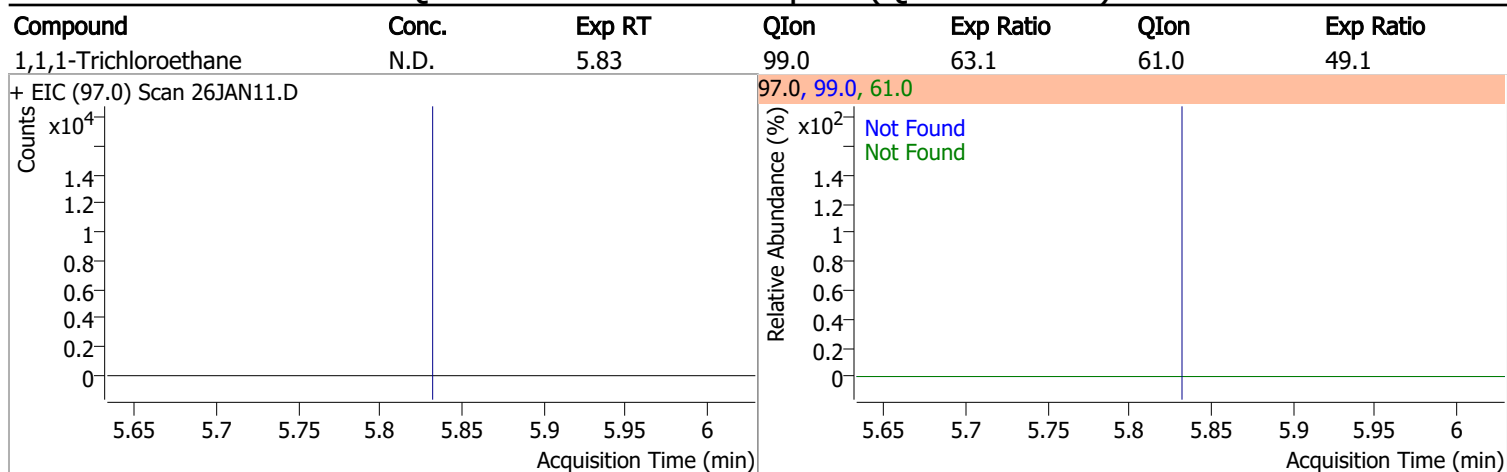 Compound Conc. Exp RT QIon Exp Ratio QIon Exp Ratio
1,1,1-Trichloroethane N.D. 5.83 99.0 63.1 61.0 49.1
+ EIC (97.0) Scan 26JAN11.D
Counts
x10⁴
1.4
1.2
1
0.8
0.6
0.4
0.2
0
5.65 5.7 5.75 5.8 5.85 5.9 5.95 6
Acquisition Time (min)
97.0, 99.0, 61.0
Relative Abundance (%)
x10²
Not Found
Not Found
1.4
1.2
1
0.8
0.6
0.4
0.2
0
5.65 5.7 5.75 5.8 5.85 5.9 5.95 6
Acquisition Time (min)